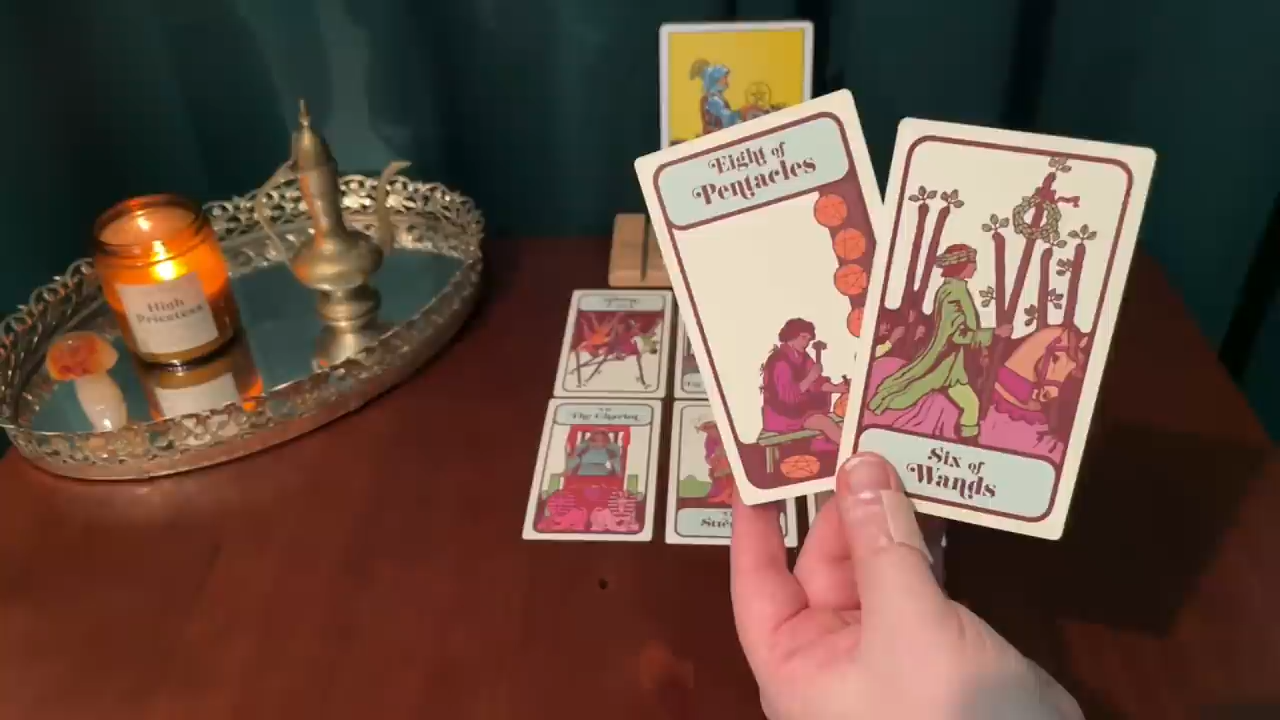 High
Priestess
Eight of
Pentacles
Six of
Wands
The Chariot